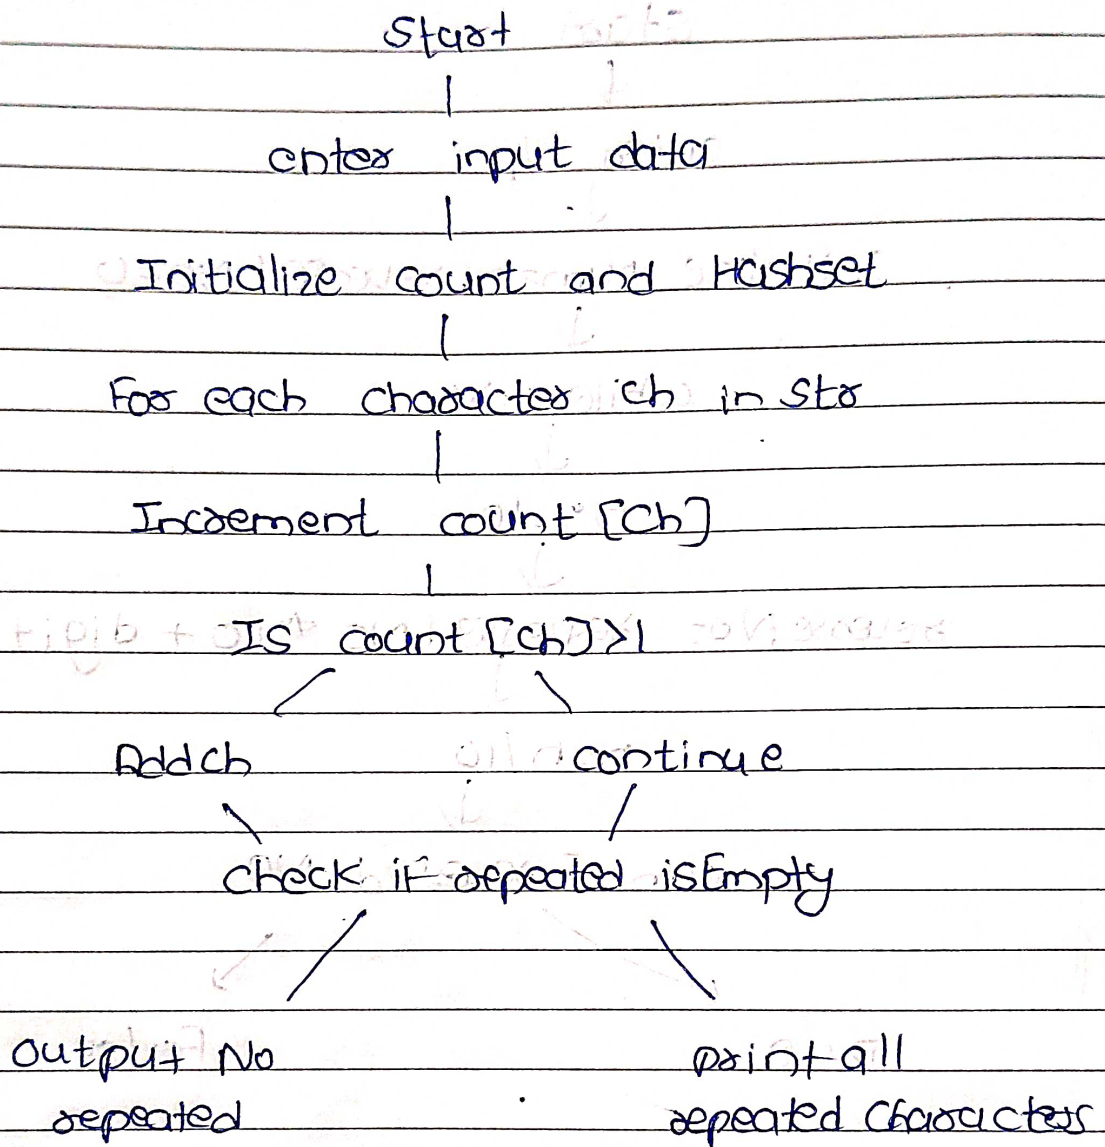 Start
enter input data
Initialize count and Hashset
For each character ch in Str
Increment count [Ch]
Is count [Ch]>1
Add ch continue
check if repeated isEmpty
output No print all
repeated repeated characters